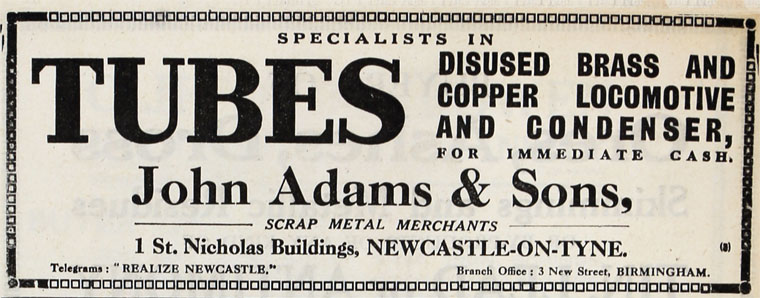 SPECIALISTS IN
TUBES
DISUSED BRASS AND
COPPER LOCOMOTIVE
AND CONDENSER,
FOR IMMEDIATE CASH.
John Adams & Sons,
SCRAP METAL MERCHANTS
1 St. Nicholas Buildings, NEWCASTLE-ON-TYNE.
(8)
Telegrams: "REALIZE NEWCASTLE."
Branch Office: 3 New Street, BIRMINGHAM.